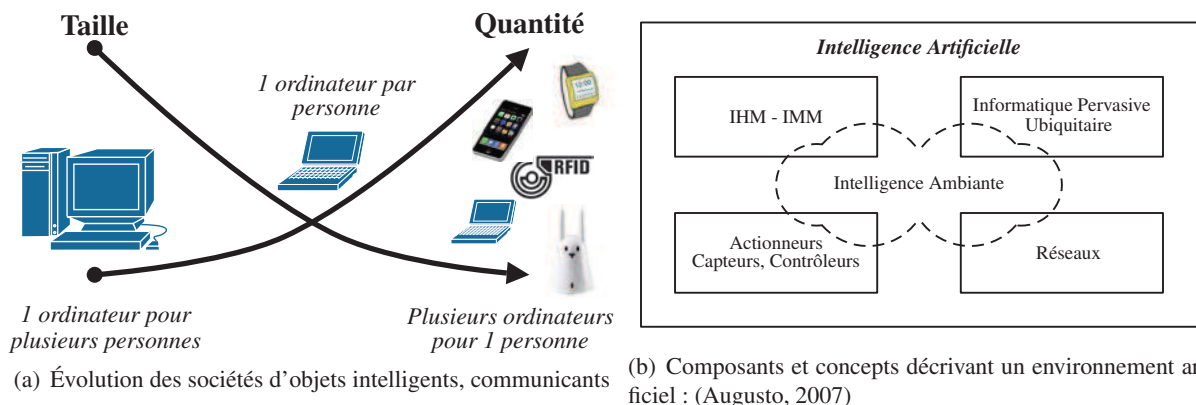 Taille
Quantité
1 ordinateur par
personne
12:00
RFID
1 ordinateur pour
plusieurs personnes
Plusieurs ordinateurs
pour 1 personne
(a) Évolution des sociétés d'objets intelligents, communicants
Intelligence Artificielle
IHM - IMM
Informatique Pervasive
Ubiquitaire
Intelligence Ambiante
Actionneurs
Capteurs, Contrôleurs
Réseaux
(b) Composants et concepts décrivant un environnement ar
ficiel : (Augusto, 2007)